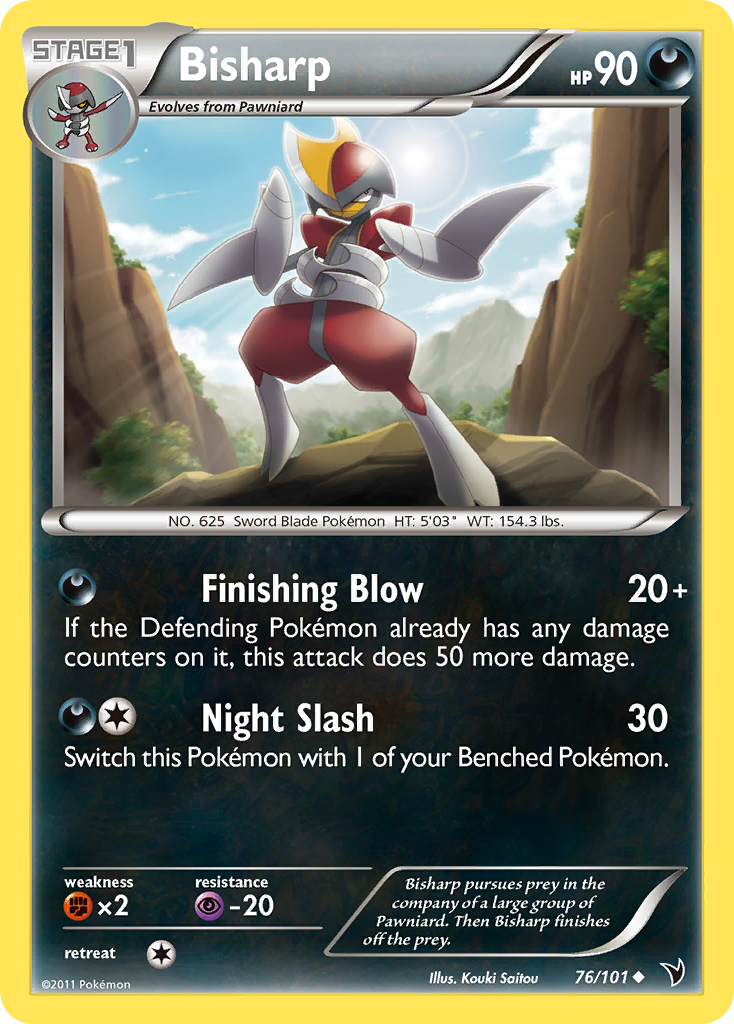 STAGE1
Bisharp
HP 90
Evolves from Pawniard
NO. 625 Sword Blade Pokémon HT: 5'03" WT: 154.3 lbs.
Finishing Blow 20+
If the Defending Pokémon already has any damage
counters on it, this attack does 50 more damage.
Night Slash 30
Switch this Pokémon with 1 of your Benched Pokémon.
weakness
×2
resistance
-20
retreat
Bisharp pursues prey in the
company of a large group of
Pawniard. Then Bisharp finishes
off the prey.
©2011 Pokémon
Illus. Kouki Saitou
76/101